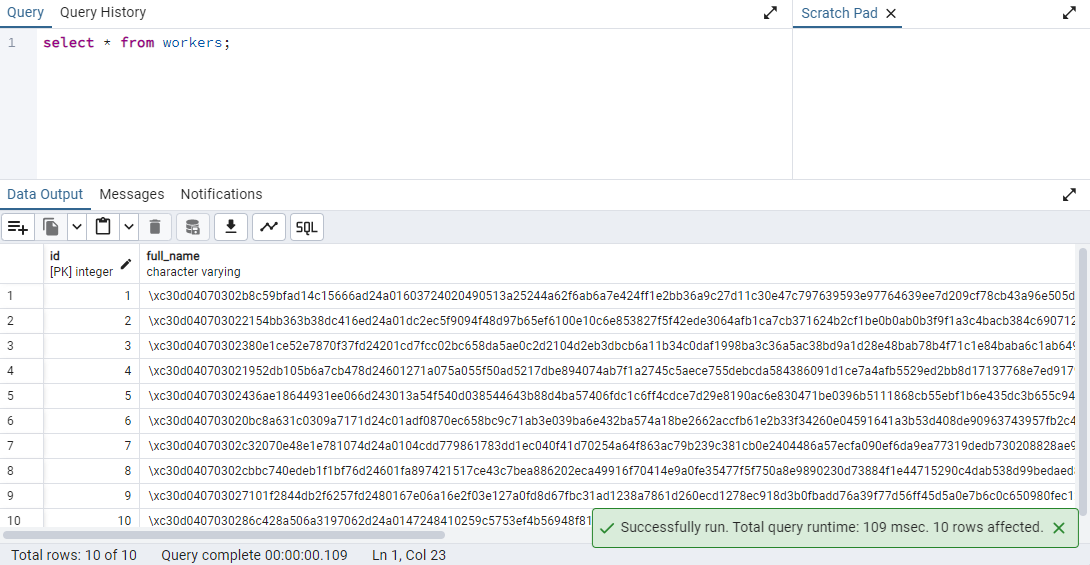 Query Query History Scratch Pad
1 select * from workers;
Data Output Messages Notifications
SQL
id full_name
[PK] integer character varying
1 1 \xc30d04070302b8c59bfad14c15666ad24a01603724020490513a25244a62f6ab6a7e424ff1e2bb36a9c27d11c30e47c797639593e97764639ee7d209cf78cb43a96e505d
2 2 \xc30d040703022154bb363b38dc416ed24a01dc2ec5f9094f48d97b65ef6100e10c6e853827f5f42ede3064afb1ca7cb371624b2cf1be0b0ab0b3f9f1a3c4bacb384c690712
3 3 \xc30d04070302380e1ce52e7870f37fd24201cd7fcc02bc658da5ae0c2d2104d2eb3dbcb6a11b34c0daf1998ba3c36a5ac38bd9a1d28e48bab78b4f71c1e84baba6c1ab649
4 4 \xc30d040703021952db105b6a7cb478d24601271a075a055f50ad5217dbe894074ab7f1a2745c5aece755debcda584386091d1ce7a4afb5529ed2bb8d17137768e7ed917
5 5 \xc30d04070302436ae18644931ee066d243013a54f540d038544643b88d4ba57406fdc1c6ff4cdce7d29e8190ac6e830471be0396b5111868cb55ebf1b6e435dc3b655c94
6 6 \xc30d040703020bc8a631c0309a7171d24c01adf0870ec658bc9c71ab3e039ba6e432ba574a18be2662accfb61e2b33f34260e04591641a3b53d408de90963743957fb2c4
7 7 \xc30d04070302c32070e48e1e781074d24a0104cdd779861783dd1ec040f41d70254a64f863ac79b239c381cb0e2404486a57ecfa090ef6da9ea77319dedb730208828ae9
8 8 \xc30d04070302cbbc740edeb1f1bf76d24601fa897421517ce43c7bea886202eca49916f70414e9a0fe35477f5f750a8e9890230d73884f1e44715290c4dab538d99bedaed
9 9 \xc30d040703027101f2844db2f6257fd2480167e06a16e2f03e127a0fd8d67fbc31ad1238a7861d260ecd1278ec918d3b0fbadd76a39f77d56ff45d5a0e7b6c0c650980fec1
10 10 \xc30d0407030286c428a506a3197062d24a0147248410259c5753ef4b56948f81
Successfully run. Total query runtime: 109 msec. 10 rows affected.
Total rows: 10 of 10 Query complete 00:00:00.109 Ln 1, Col 23